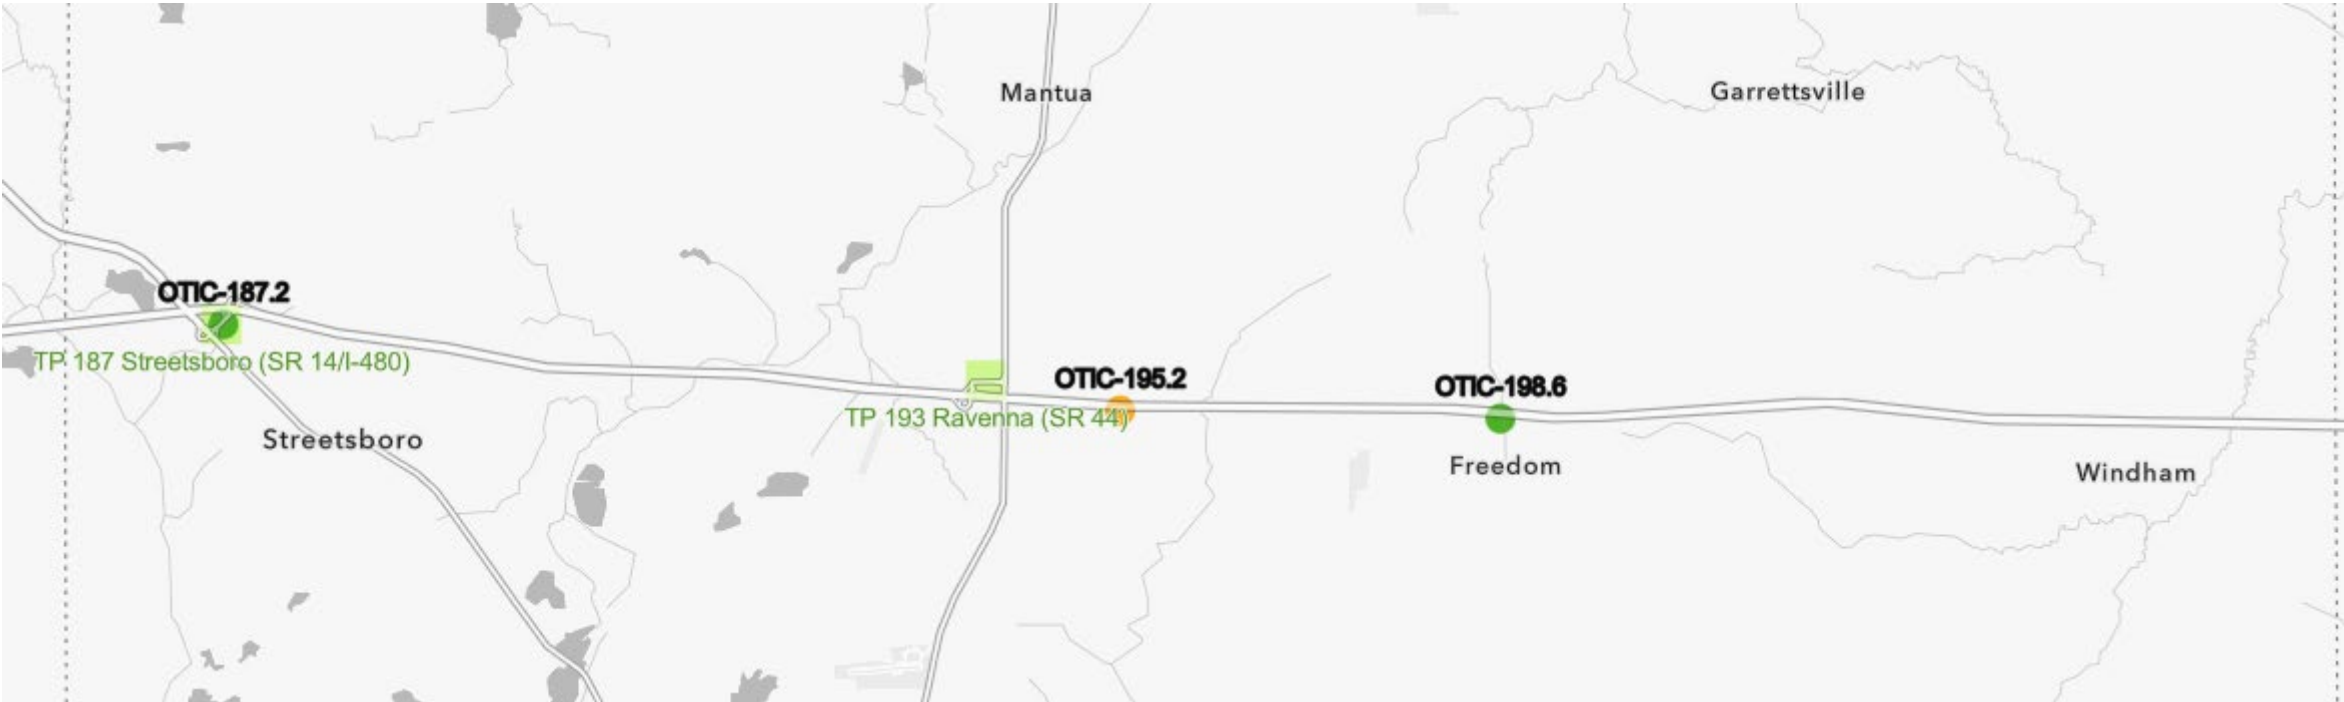 Mantua
Garrettsville
OTIC-187.2
TP 187 Streetsboro (SR 14/I-480)
OTIC-195.2
OTIC-198.6
TP 193 Ravenna (SR 44)
Streetsboro
Freedom
Windham